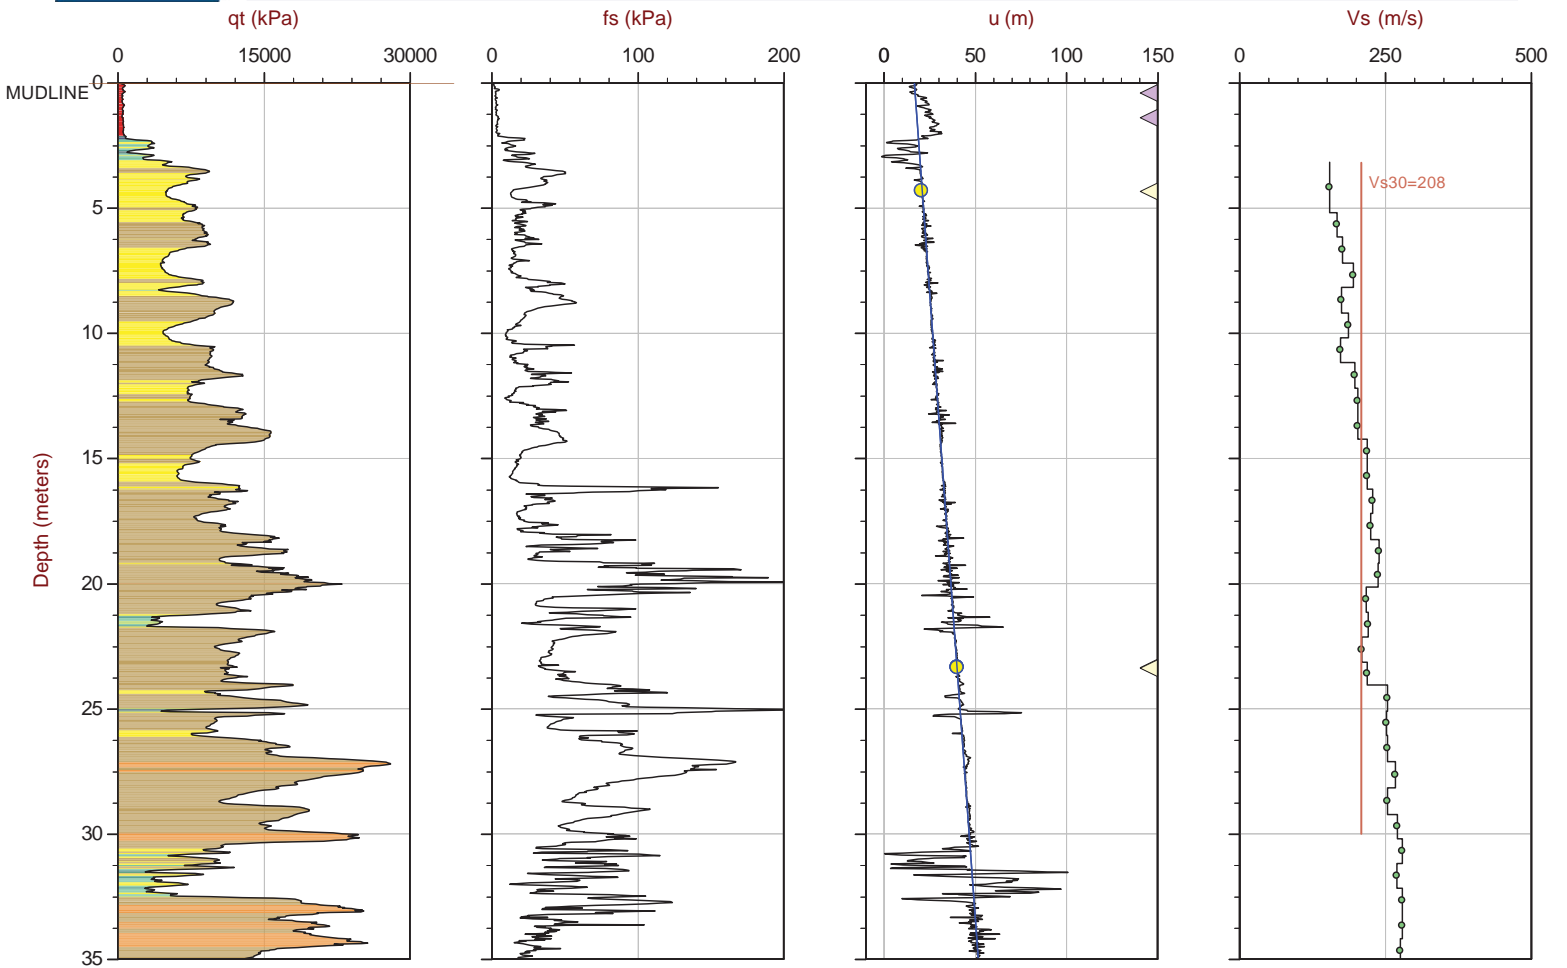 qt (kPa)
fs (kPa)
u (m)
Vs (m/s)
0 15000 30000
0 100 200
0 50 100 150
0 250 500
0
MUDLINE
Vs30=208
5
10
15
Depth (meters)
20
25
30
35